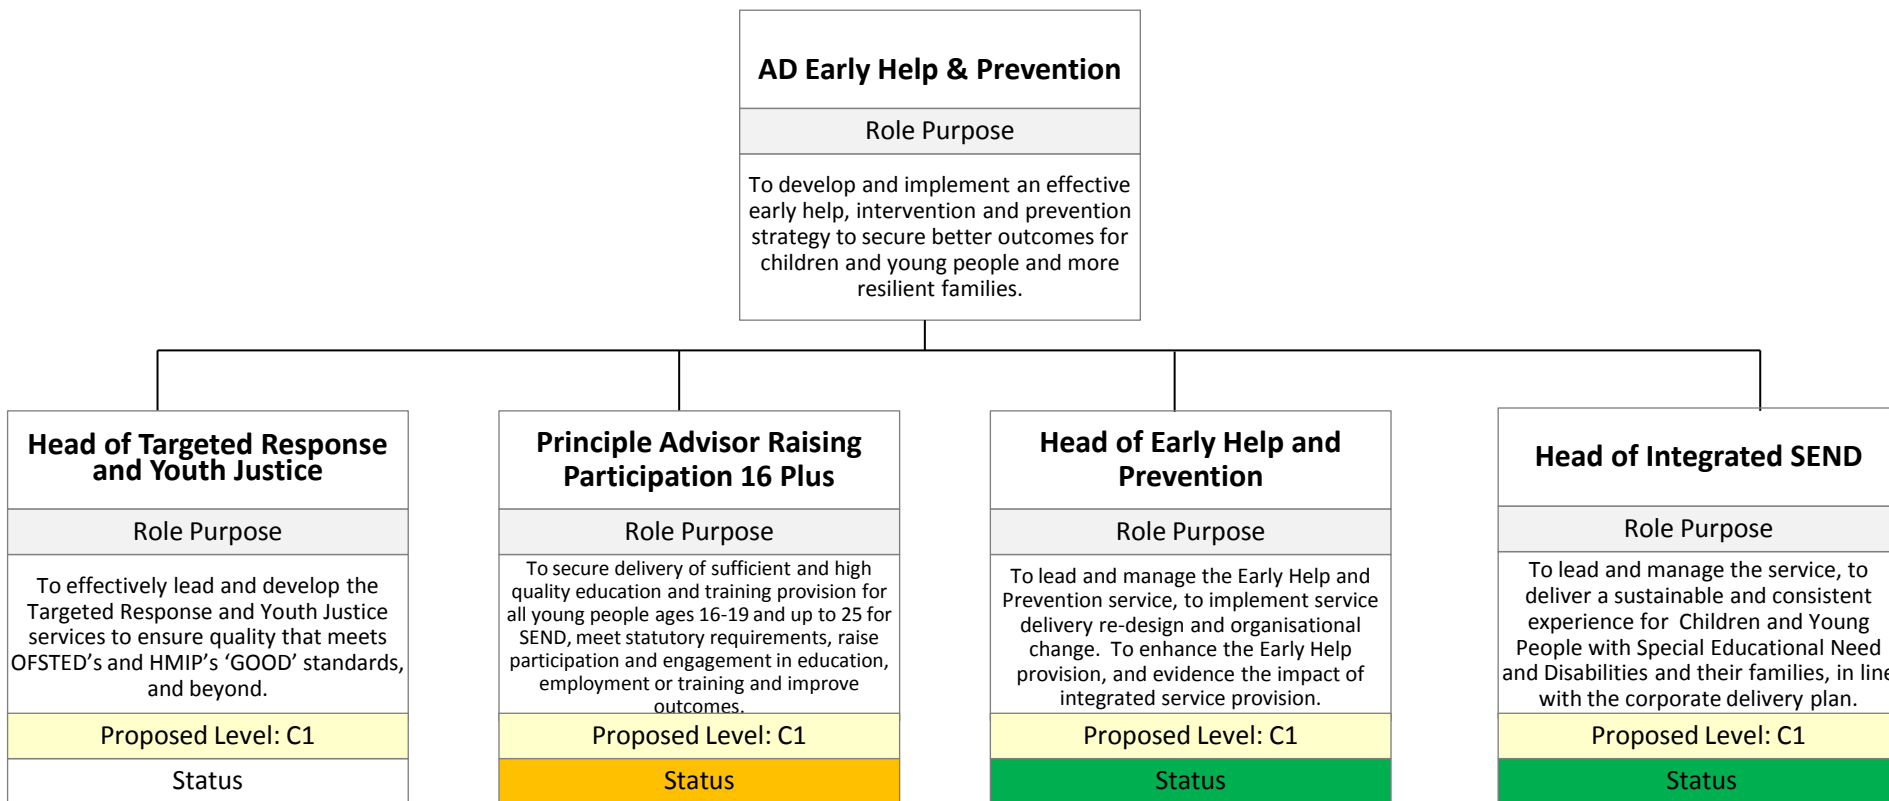 AD Early Help & Prevention
Role Purpose
To develop and implement an effective
early help, intervention and prevention
strategy to secure better outcomes for
children and young people and more
resilient families.
Head of Targeted Response
and Youth Justice
Role Purpose
To effectively lead and develop the
Targeted Response and Youth Justice
services to ensure quality that meets
OFSTED's and HMIP's 'GOOD' standards,
and beyond.
Proposed Level: C1
Status
Principle Advisor Raising
Participation 16 Plus
Role Purpose
To secure delivery of sufficient and high
quality education and training provision for
all young people ages 16-19 and up to 25 for
SEND, meet statutory requirements, raise
participation and engagement in education,
employment or training and improve
outcomes.
Proposed Level: C1
Status
Head of Early Help and
Prevention
Role Purpose
To lead and manage the Early Help and
Prevention service, to implement service
delivery re-design and organisational
change. To enhance the Early Help
provision, and evidence the impact of
integrated service provision.
Proposed Level: C1
Status
Head of Integrated SEND
Role Purpose
To lead and manage the service, to
deliver a sustainable and consistent
experience for Children and Young
People with Special Educational Need
and Disabilities and their families, in line
with the corporate delivery plan.
Proposed Level: C1
Status